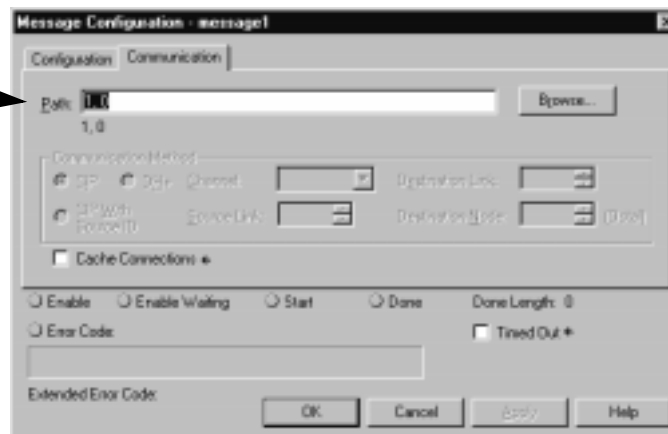 Message Configuration - message1
Configuration Communication
Path: 1, 0 Browse...
1, 0
Communication Method
CIP DH+ Channel: Destination Link:
CIP With Source ID Source Link: Destination Node: (Octal)
Cache Connections
Enable Enable Waiting Start Done Done Length: 0
Error Code: Timed Out
Extended Error Code:
OK Cancel Apply Help